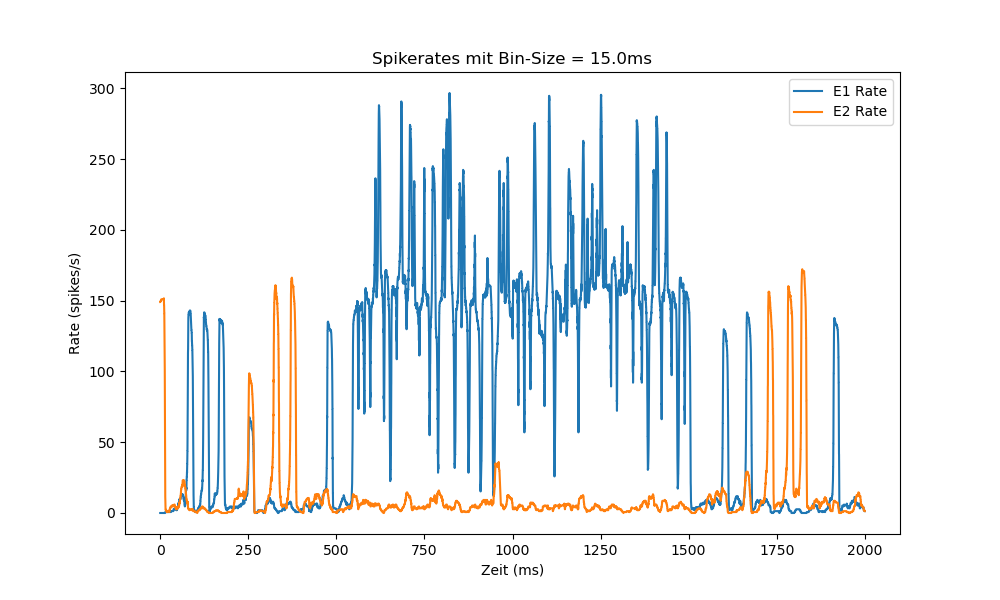 Spikerates mit Bin-Size = 15.0ms
E1 Rate
E2 Rate
Rate (spikes/s)
300
250
200
150
100
50
0
0 250 500 750 1000 1250 1500 1750 2000
Zeit (ms)